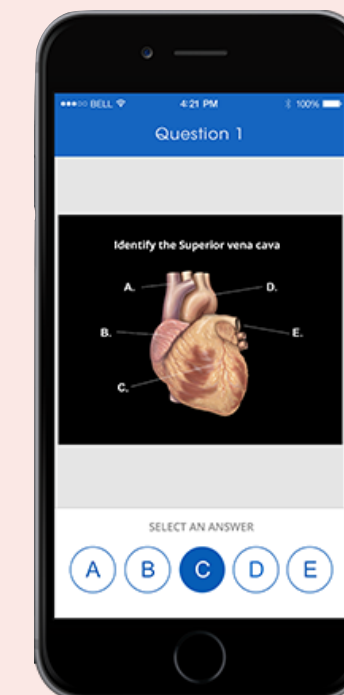 BELL 4:21 PM 100%
Question 1
Identify the Superior vena cava
A. D.
B. E.
C.
SELECT AN ANSWER
A B C D E